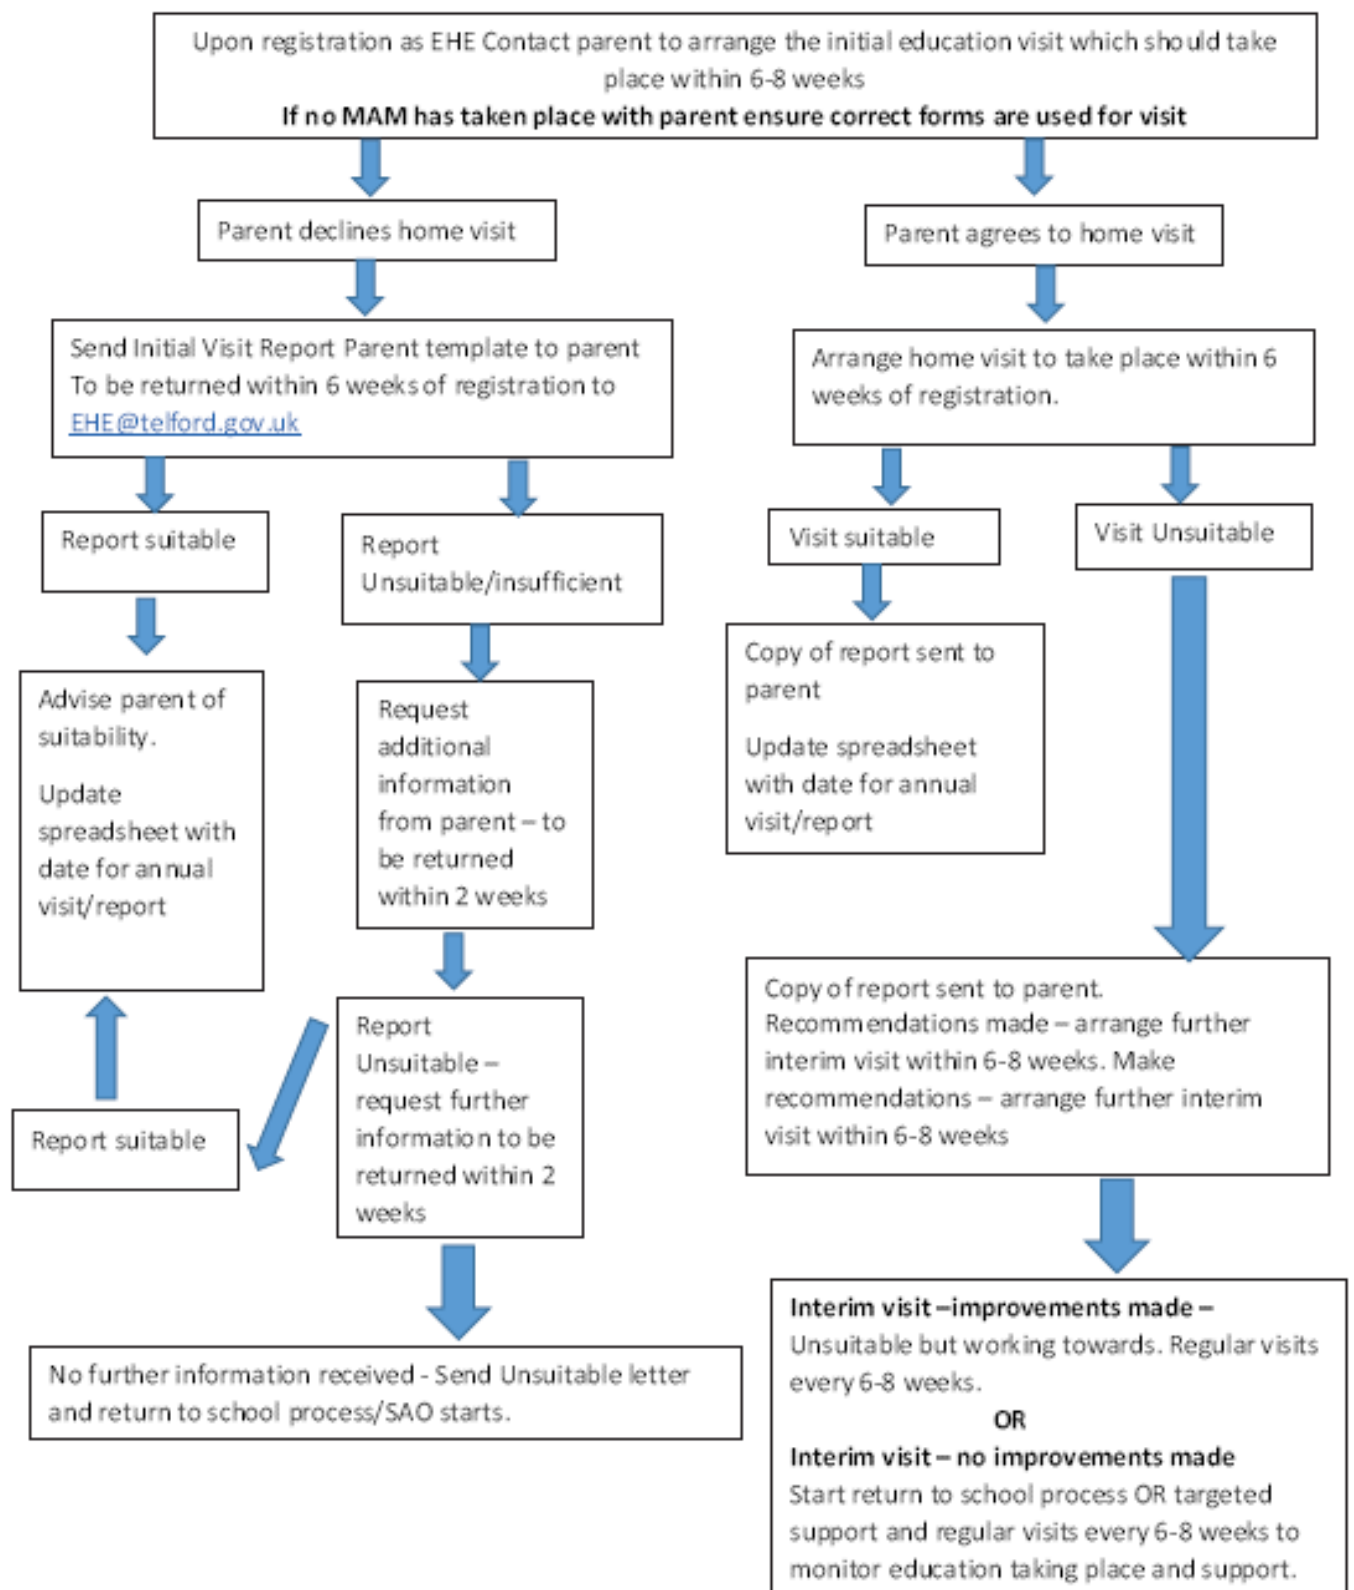 Upon registration as EHE Contact parent to arrange the initial education visit which should take
place within 6-8 weeks
If no MAM has taken place with parent ensure correct forms are used for visit
Parent declines home visit
Parent agrees to home visit
Send Initial Visit Report Parent template to parent
To be returned within 6 weeks of registration to
EHE@telford.gov.uk
Arrange home visit to take place within 6
weeks of registration.
Report suitable
Report
Unsuitable/insufficient
Visit suitable
Visit Unsuitable
Advise parent of
suitability.
Update
spreadsheet with
date for annual
visit/report
Request
additional
information
from parent – to
be returned
within 2 weeks
Copy of report sent to
parent
Update spreadsheet
with date for annual
visit/report
Report suitable
Report
Unsuitable –
request further
information to be
returned within 2
weeks
Copy of report sent to parent.
Recommendations made – arrange further
interim visit within 6-8 weeks. Make
recommendations – arrange further interim
visit within 6-8 weeks
No further information received - Send Unsuitable letter
and return to school process/SAO starts.
Interim visit –improvements made –
Unsuitable but working towards. Regular visits
every 6-8 weeks.
OR
Interim visit – no improvements made
Start return to school process OR targeted
support and regular visits every 6-8 weeks to
monitor education taking place and support.